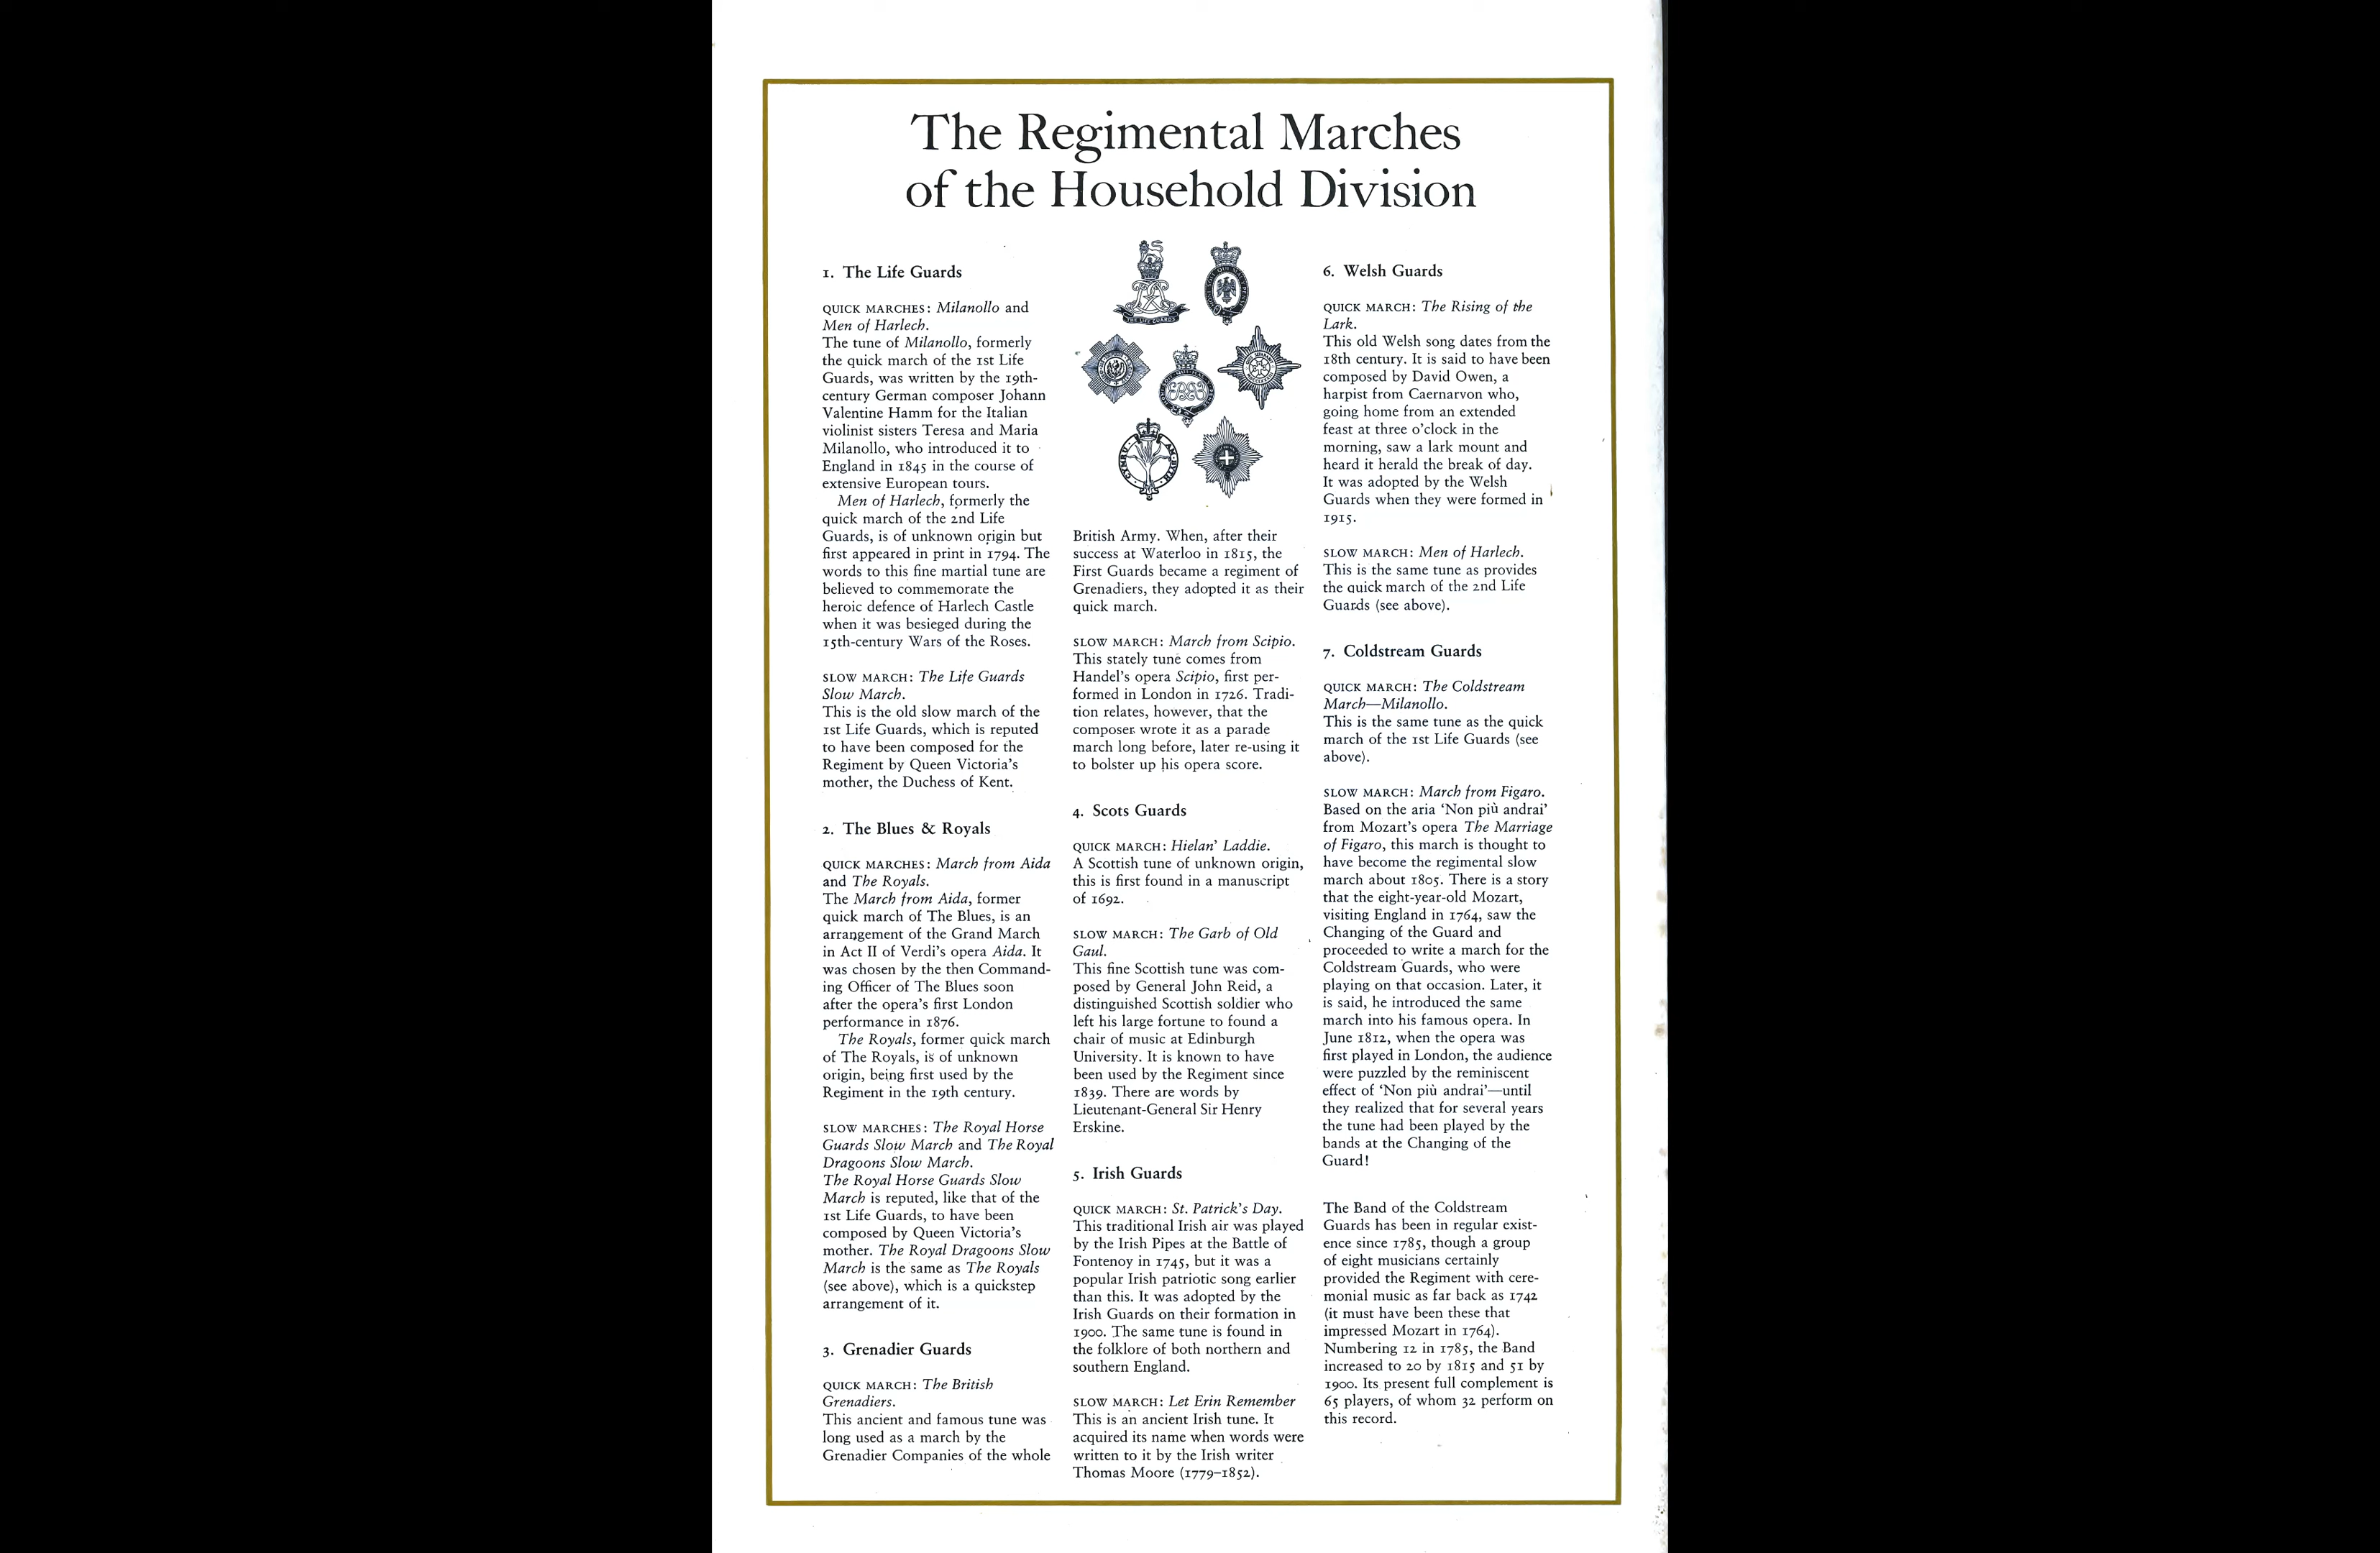 The Regimental Marches
of the Household Division
1. The Life Guards
QUICK MARCHES: Milanollo and
Men of Harlech.
The tune of Milanollo, formerly
the quick march of the 1st Life
Guards, was written by the 19th-
century German composer Johann
Valentine Hamm for the Italian
violinist sisters Teresa and Maria
Milanollo, who introduced it to
England in 1845 in the course of
extensive European tours.
Men of Harlech, formerly the
quick march of the 2nd Life
Guards, is of unknown origin but
first appeared in print in 1794. The
words to this fine martial tune are
believed to commemorate the
heroic defence of Harlech Castle
when it was besieged during the
15th-century Wars of the Roses.
SLOW MARCH: The Life Guards
Slow March.
This is the old slow march of the
1st Life Guards, which is reputed
to have been composed for the
Regiment by Queen Victoria's
mother, the Duchess of Kent.
2. The Blues & Royals
QUICK MARCHES: March from Aida
and The Royals.
The March from Aida, former
quick march of The Blues, is an
arrangement of the Grand March
in Act II of Verdi's opera Aida. It
was chosen by the then Command-
ing Officer of The Blues soon
after the opera's first London
performance in 1876.
The Royals, former quick march
of The Royals, is of unknown
origin, being first used by the
Regiment in the 19th century.
SLOW MARCHES: The Royal Horse
Guards Slow March and The Royal
Dragoons Slow March.
The Royal Horse Guards Slow
March is reputed, like that of the
1st Life Guards, to have been
composed by Queen Victoria's
mother. The Royal Dragoons Slow
March is the same as The Royals
(see above), which is a quickstep
arrangement of it.
3. Grenadier Guards
QUICK MARCH: The British
Grenadiers.
This ancient and famous tune was
long used as a march by the
Grenadier Companies of the whole
THE LIFE GUARDS
CYMRU AM BYTH
British Army. When, after their
success at Waterloo in 1815, the
First Guards became a regiment of
Grenadiers, they adopted it as their
quick march.
SLOW MARCH: March from Scipio.
This stately tune comes from
Handel's opera Scipio, first per-
formed in London in 1726. Tradi-
tion relates, however, that the
composer wrote it as a parade
march long before, later re-using it
to bolster up his opera score.
4. Scots Guards
QUICK MARCH: Hielan' Laddie.
A Scottish tune of unknown origin,
this is first found in a manuscript
of 1692.
SLOW MARCH: The Garb of Old
Gaul.
This fine Scottish tune was com-
posed by General John Reid, a
distinguished Scottish soldier who
left his large fortune to found a
chair of music at Edinburgh
University. It is known to have
been used by the Regiment since
1839. There are words by
Lieutenant-General Sir Henry
Erskine.
5. Irish Guards
QUICK MARCH: St. Patrick's Day.
This traditional Irish air was played
by the Irish Pipes at the Battle of
Fontenoy in 1745, but it was a
popular Irish patriotic song earlier
than this. It was adopted by the
Irish Guards on their formation in
1900. The same tune is found in
the folklore of both northern and
southern England.
SLOW MARCH: Let Erin Remember
This is an ancient Irish tune. It
acquired its name when words were
written to it by the Irish writer
Thomas Moore (1779–1852).
6. Welsh Guards
QUICK MARCH: The Rising of the
Lark.
This old Welsh song dates from the
18th century. It is said to have been
composed by David Owen, a
harpist from Caernarvon who,
going home from an extended
feast at three o'clock in the
morning, saw a lark mount and
heard it herald the break of day.
It was adopted by the Welsh
Guards when they were formed in
1915.
SLOW MARCH: Men of Harlech.
This is the same tune as provides
the quick march of the 2nd Life
Guards (see above).
7. Coldstream Guards
QUICK MARCH: The Coldstream
March—Milanollo.
This is the same tune as the quick
march of the 1st Life Guards (see
above).
SLOW MARCH: March from Figaro.
Based on the aria 'Non più andrai'
from Mozart's opera The Marriage
of Figaro, this march is thought to
have become the regimental slow
march about 1805. There is a story
that the eight-year-old Mozart,
visiting England in 1764, saw the
Changing of the Guard and
proceeded to write a march for the
Coldstream Guards, who were
playing on that occasion. Later, it
is said, he introduced the same
march into his famous opera. In
June 1812, when the opera was
first played in London, the audience
were puzzled by the reminiscent
effect of 'Non più andrai'—until
they realized that for several years
the tune had been played by the
bands at the Changing of the
Guard!
The Band of the Coldstream
Guards has been in regular exist-
ence since 1785, though a group
of eight musicians certainly
provided the Regiment with cere-
monial music as far back as 1742
(it must have been these that
impressed Mozart in 1764).
Numbering 12 in 1785, the Band
increased to 20 by 1815 and 51 by
1900. Its present full complement is
65 players, of whom 32 perform on
this record.